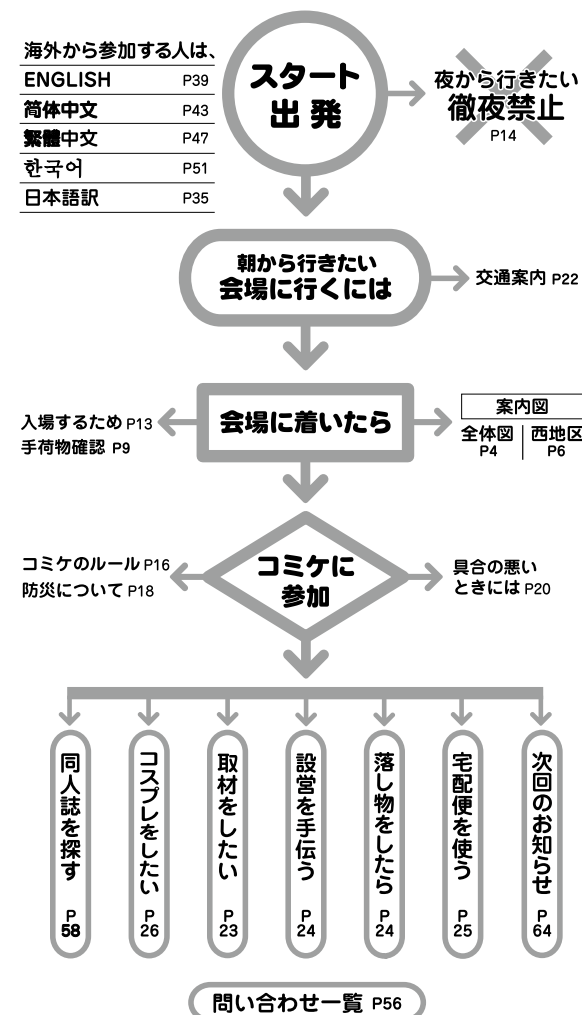 海外から参加する人は、
ENGLISH P39
简体中文 P43
繁體中文 P47
한국어 P51
日本語訳 P35
スタート
出発
夜から行きたい
徹夜禁止
P14
朝から行きたい
会場に行くには
交通案内 P22
入場するため P13
手荷物確認 P9
会場に着いたら
案内図
全体図 西地区
P4 P6
コミケのルール P16
防災について P18
コミケに
参加
具合の悪い
ときには P20
同人誌を探す P58
コスプレをしたい P26
取材をしたい P23
設営を手伝う P24
落し物をしたら P24
宅配便を使う P25
次回のお知らせ P64
問い合わせ一覧 P56